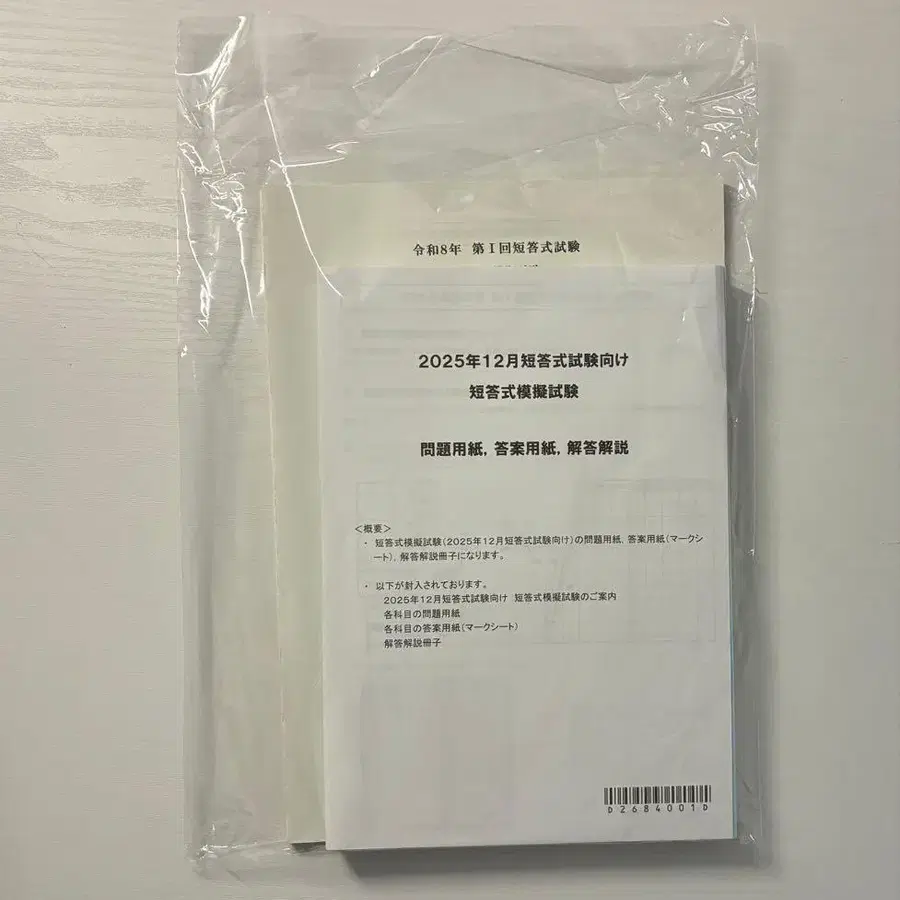 令和8年 第Ⅰ回短答式試験
2025年12月短答式試験向け
短答式模擬試験
問題用紙, 答案用紙, 解答解説
＜概要＞
・ 短答式模擬試験(2025年12月短答式試験向け)の問題用紙, 答案用紙(マークシ
ート), 解答解説冊子になります。
・ 以下が封入されております。
2025年12月短答式試験向け 短答式模擬試験のご案内
各科目の問題用紙
各科目の答案用紙(マークシート)
解答解説冊子
D2684001D